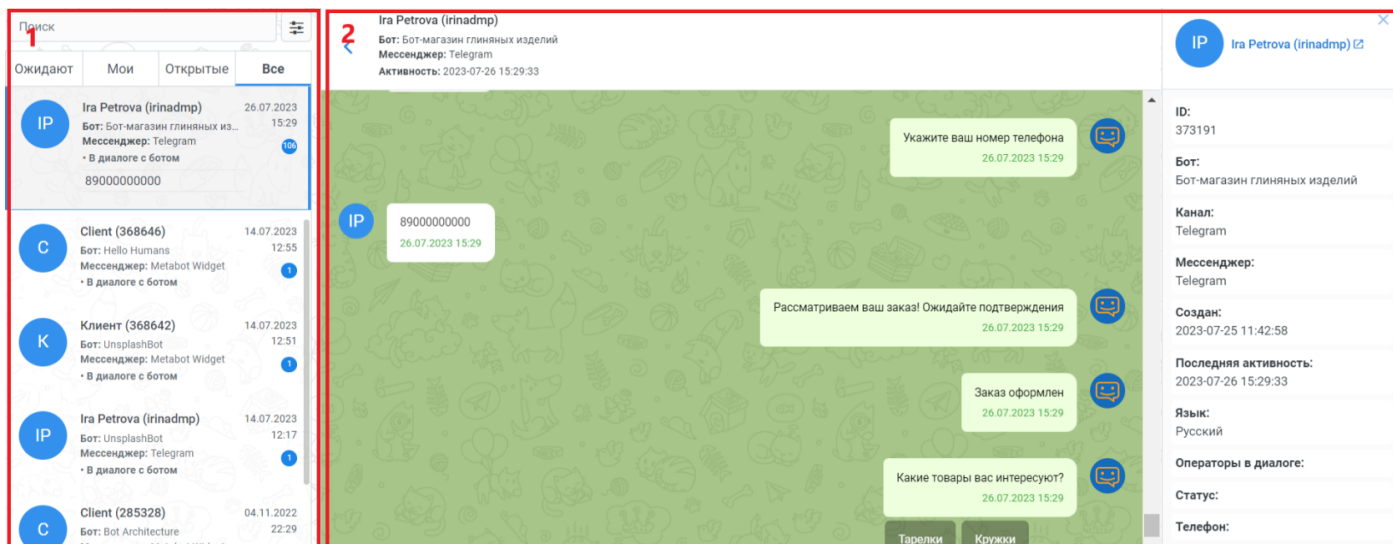 Поиск
1
Ожидают
Мои
Открытые
Все
IP
Ira Petrova (irinadmp)
26.07.2023
Бот: Бот-магазин глиняных из...
15:29
Мессенджер: Telegram
106
• В диалоге с ботом
89000000000
C
Client (368646)
14.07.2023
Бот: Hello Humans
12:55
Мессенджер: Metabot Widget
1
• В диалоге с ботом
К
Клиент (368642)
14.07.2023
Бот: UnsplashBot
12:51
Мессенджер: Metabot Widget
1
• В диалоге с ботом
IP
Ira Petrova (irinadmp)
14.07.2023
Бот: UnsplashBot
12:17
Мессенджер: Telegram
1
• В диалоге с ботом
C
Client (285328)
04.11.2022
Бот: Bot Architecture
22:29
2
Ira Petrova (irinadmp)
Бот: Бот-магазин глиняных изделий
Мессенджер: Telegram
Активность: 2023-07-26 15:29:33
Укажите ваш номер телефона
26.07.2023 15:29
IP
89000000000
26.07.2023 15:29
Рассматриваем ваш заказ! Ожидайте подтверждения
26.07.2023 15:29
Заказ оформлен
26.07.2023 15:29
Какие товары вас интересуют?
26.07.2023 15:29
Тарелки
Кружки
IP
Ira Petrova (irinadmp)
ID:
373191
Бот:
Бот-магазин глиняных изделий
Канал:
Telegram
Мессенджер:
Telegram
Создан:
2023-07-25 11:42:58
Последняя активность:
2023-07-26 15:29:33
Язык:
Русский
Операторы в диалоге:
Статус:
Телефон: